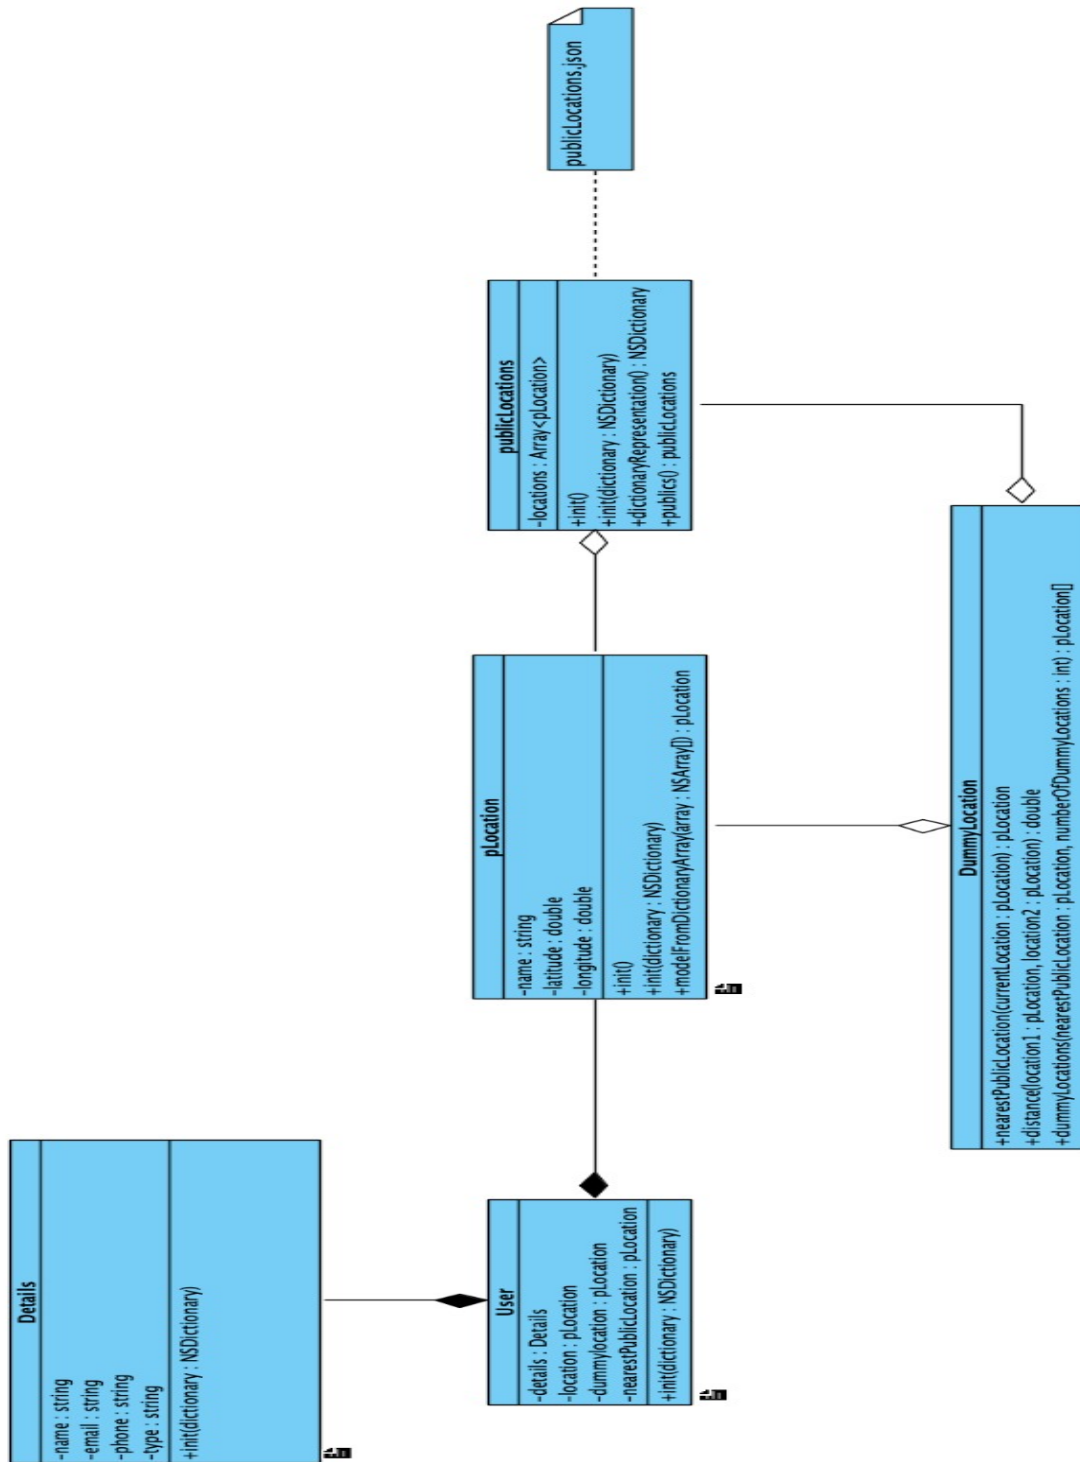 Details
-name : string
-email : string
-phone : string
-type : string
+init(dictionary : NSDictionary)
User
-details : Details
-location : pLocation
-dummylocation : pLocation
-nearestPublicLocation : pLocation
+init(dictionary : NSDictionary)
pLocation
-name : string
-latitude : double
-longitude : double
+init()
+init(dictionary : NSDictionary)
+modelFromDictionaryArray(array : NSArray[]) : pLocation
publicLocations
-locations : Array<pLocation>
+init()
+init(dictionary : NSDictionary)
+dictionaryRepresentation() : NSDictionary
+publics() : publicLocations
publicLocations.json
DummyLocation
+nearestPublicLocation(currentLocation : pLocation) : pLocation
+distance(location1 : pLocation, location2 : pLocation) : double
+dummyLocations(nearestPublicLocation : pLocation, numberOfDummyLocations : int) : pLocation[]